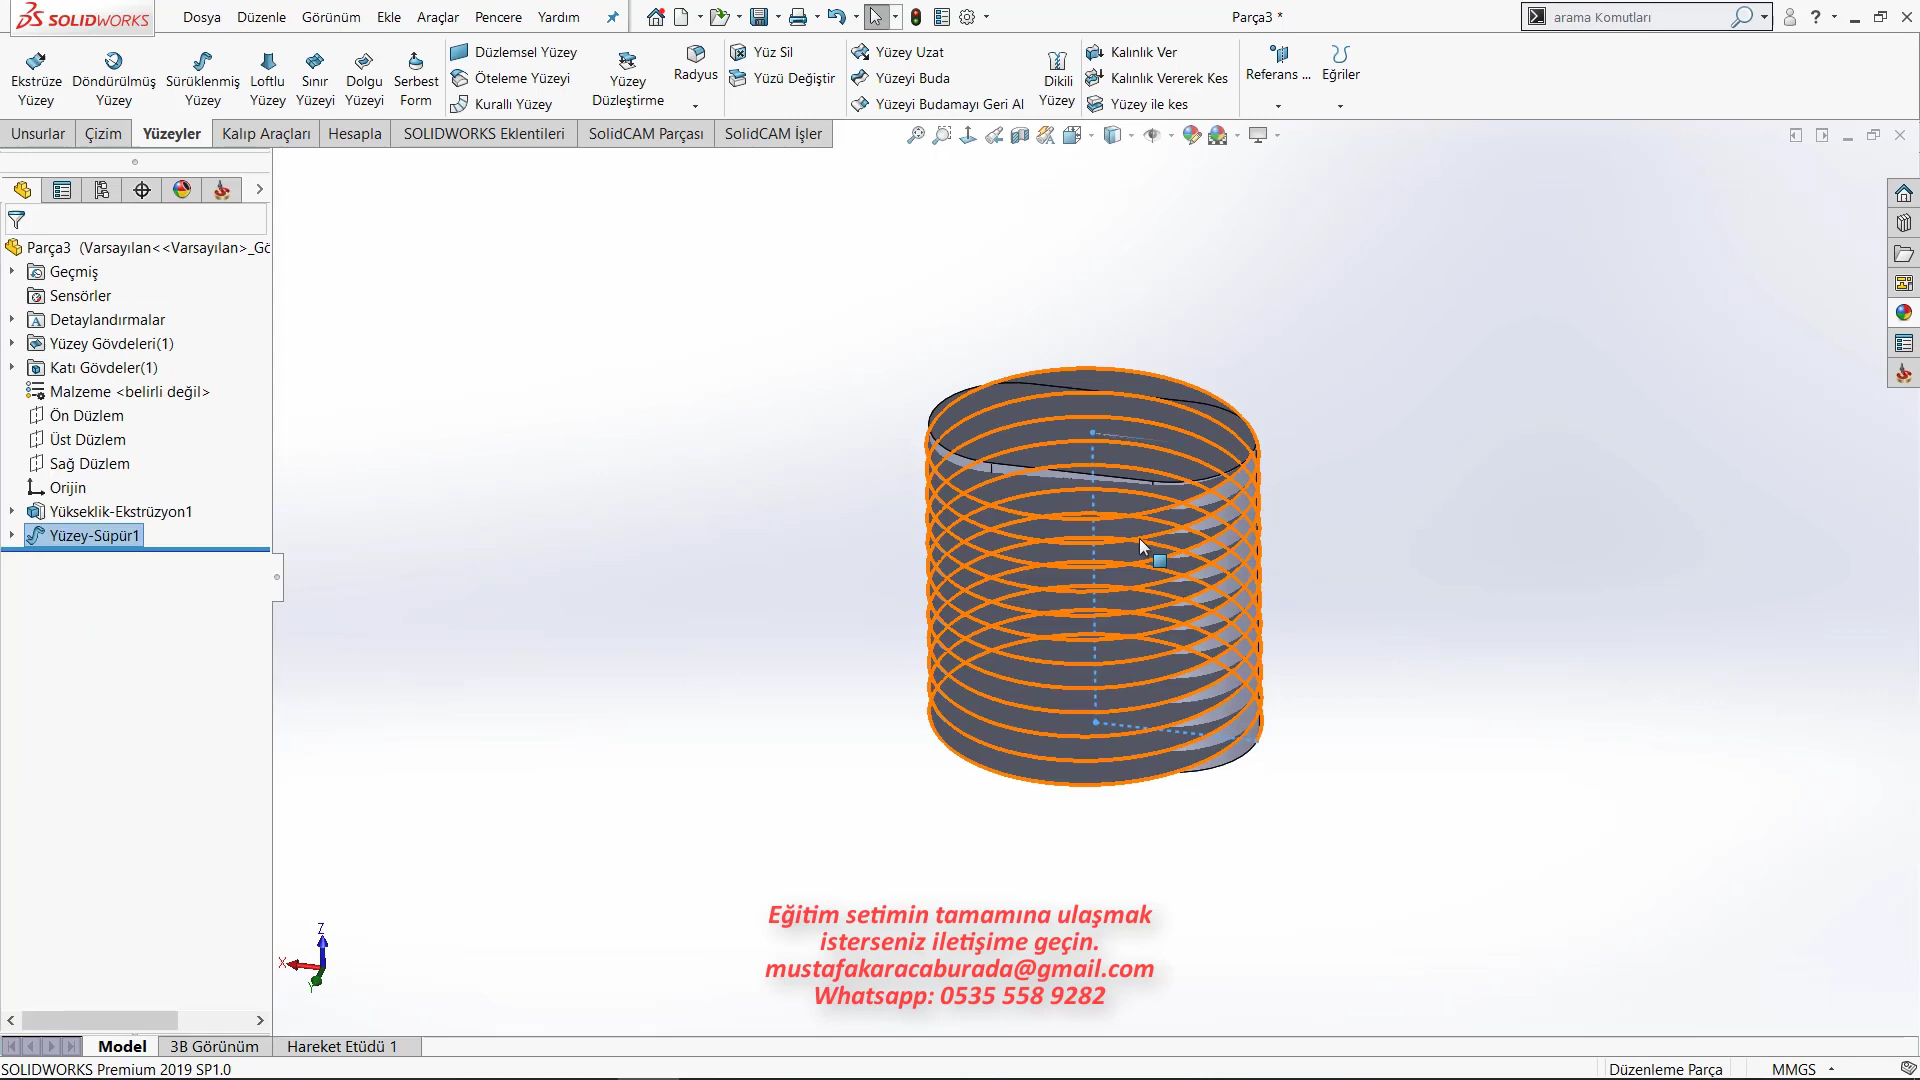 SOLIDWORKS
Dosya Düzenle Görünüm Ekle Araçlar Pencere Yardım
Parça3 *
arama Komutları
Ekstrüze Yüzey
Döndürülmüş Yüzey
Sürüklenmiş Yüzey
Loftlu Yüzey
Sınır Yüzeyi
Dolgu Yüzeyi
Serbest Form
Düzlemsel Yüzey
Öteleme Yüzeyi
Kurallı Yüzey
Yüzey Düzleştirme
Radyus
Yüz Sil
Yüzü Değiştir
Yüzey Uzat
Yüzeyi Buda
Yüzeyi Budamayı Geri Al
Dikili Yüzey
Kalınlık Ver
Kalınlık Vererek Kes
Yüzey ile kes
Referans ...
Eğriler
Unsurlar Çizim Yüzeyler Kalıp Araçları Hesapla SOLIDWORKS Eklentileri SolidCAM Parçası SolidCAM İşler
Parça3 (Varsayılan<<Varsayılan>_Gö
Geçmiş
Sensörler
Detaylandırmalar
Yüzey Gövdeleri(1)
Katı Gövdeler(1)
Malzeme <belirli değil>
Ön Düzlem
Üst Düzlem
Sağ Düzlem
Orijin
Yükseklik-Ekstrüzyon1
Yüzey-Süpür1
Z
X
Y
Eğitim setimin tamamına ulaşmak
isterseniz iletişime geçin.
mustafakaracaburada@gmail.com
Whatsapp: 0535 558 9282
Model 3B Görünüm Hareket Etüdü 1
SOLIDWORKS Premium 2019 SP1.0
Düzenleme Parça MMGS